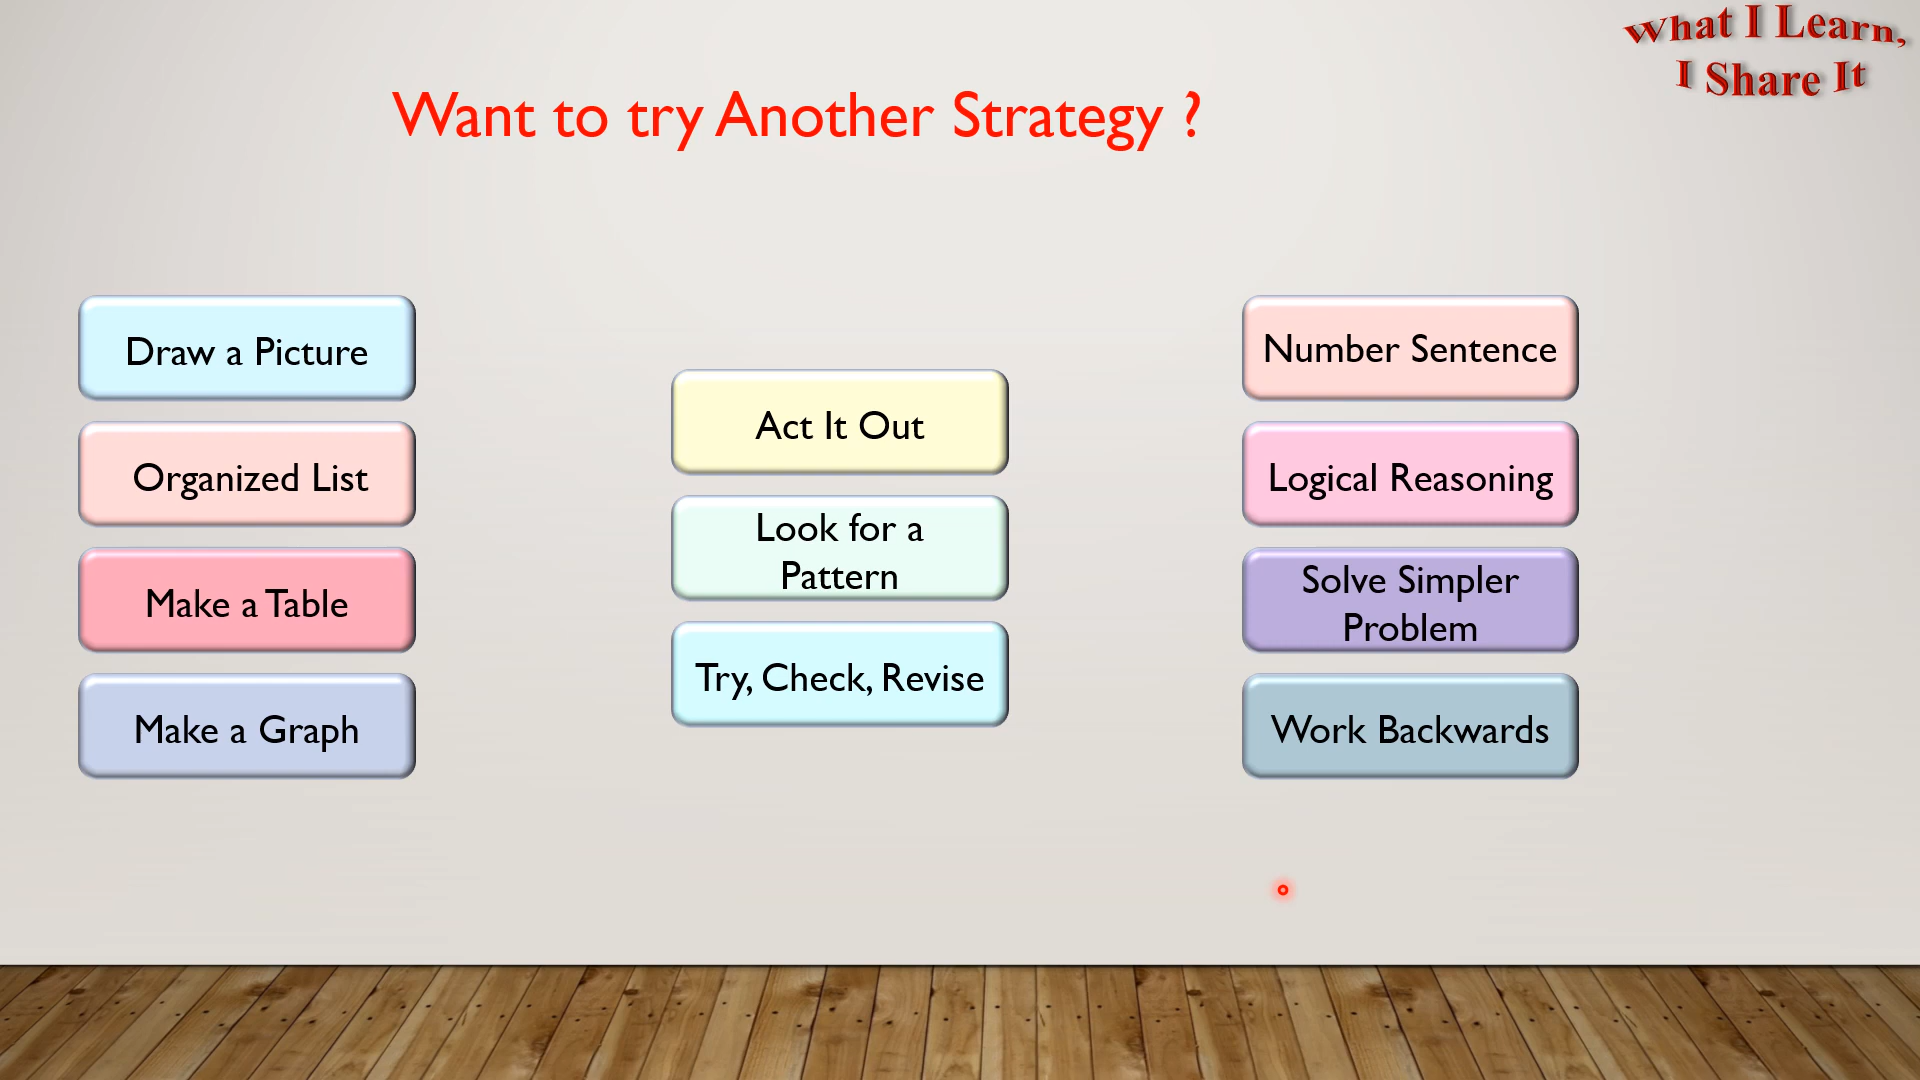 What I Learn,
I Share It
Want to try Another Strategy ?
Draw a Picture
Organized List
Make a Table
Make a Graph
Act It Out
Look for a
Pattern
Try, Check, Revise
Number Sentence
Logical Reasoning
Solve Simpler
Problem
Work Backwards